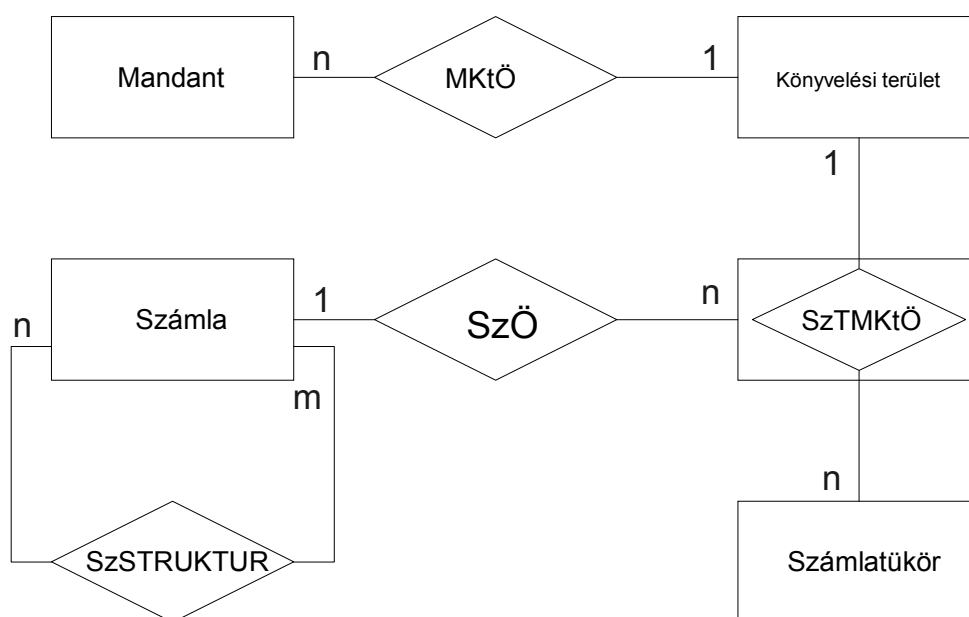 Mandant
n
MKtÖ
1
Könyvelési terület
1
Számla
1
SzÖ
n
SzTMKtÖ
n
m
SzSTRUKTUR
n
Számlatükör